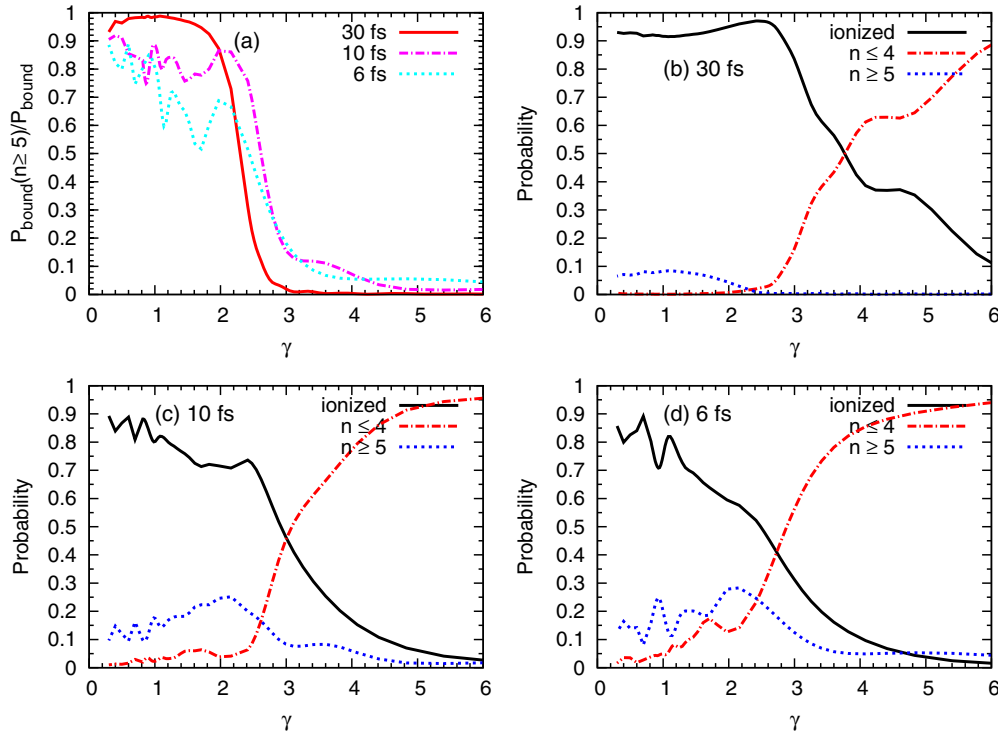 P_bound(n≥ 5)/P_bound
1
0.9
0.8
0.7
0.6
0.5
0.4
0.3
0.2
0.1
0
(a)
30 fs
10 fs
6 fs
0 1 2 3 4 5 6
γ
Probability
1
0.9
0.8
0.7
0.6
0.5
0.4
0.3
0.2
0.1
0
(b) 30 fs
ionized
n ≤ 4
n ≥ 5
0 1 2 3 4 5 6
γ
Probability
1
0.9
0.8
0.7
0.6
0.5
0.4
0.3
0.2
0.1
0
(c) 10 fs
ionized
n ≤ 4
n ≥ 5
0 1 2 3 4 5 6
γ
Probability
1
0.9
0.8
0.7
0.6
0.5
0.4
0.3
0.2
0.1
0
(d) 6 fs
ionized
n ≤ 4
n ≥ 5
0 1 2 3 4 5 6
γ